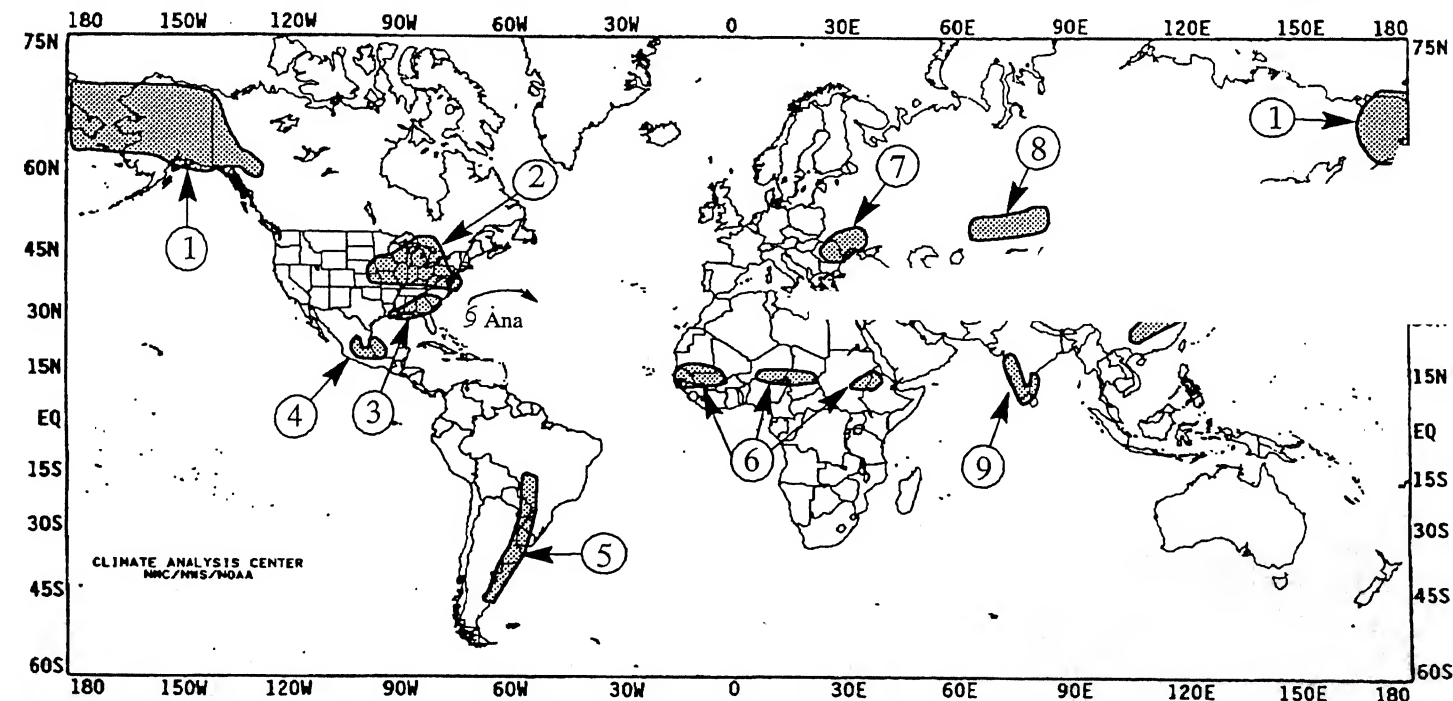 180 150W 120W 90W 60W 30W 0 30E 60E 90E 120E 150E 180
75N 75N
1
8
7
2
60N
1
45N
30N
Ana
15N 15N
4 3 6 9
EQ EQ
15S 15S
30S 30S
5
CLIMATE ANALYSIS CENTER
NMC/NWS/NOAA
45S 45S
60S 60S
180 150W 120W 90W 60W 30W 0 30E 60E 90E 120E 150E 180